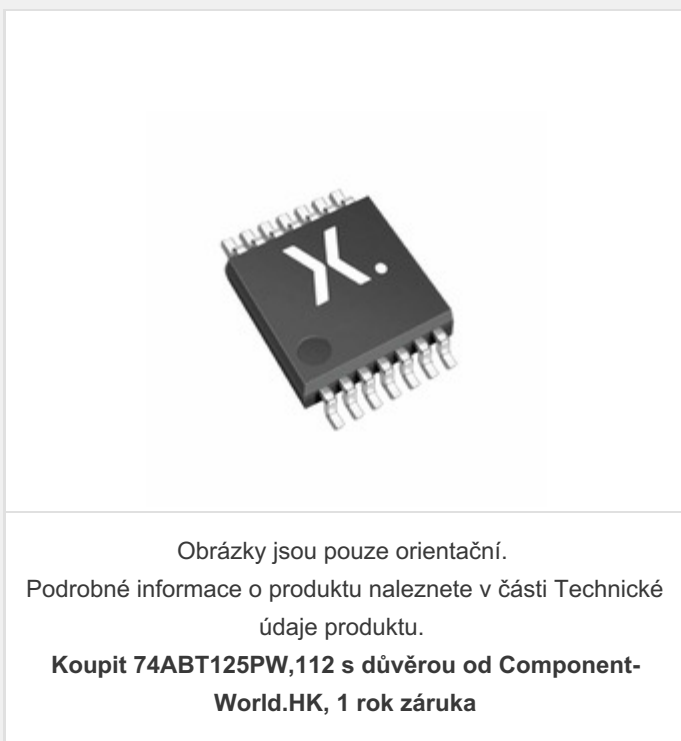 Obrázky jsou pouze orientační.
Podrobné informace o produktu naleznete v části Technické
údaje produktu.
Koupit 74ABT125PW,112 s důvěrou od Component-
World.HK, 1 rok záruka